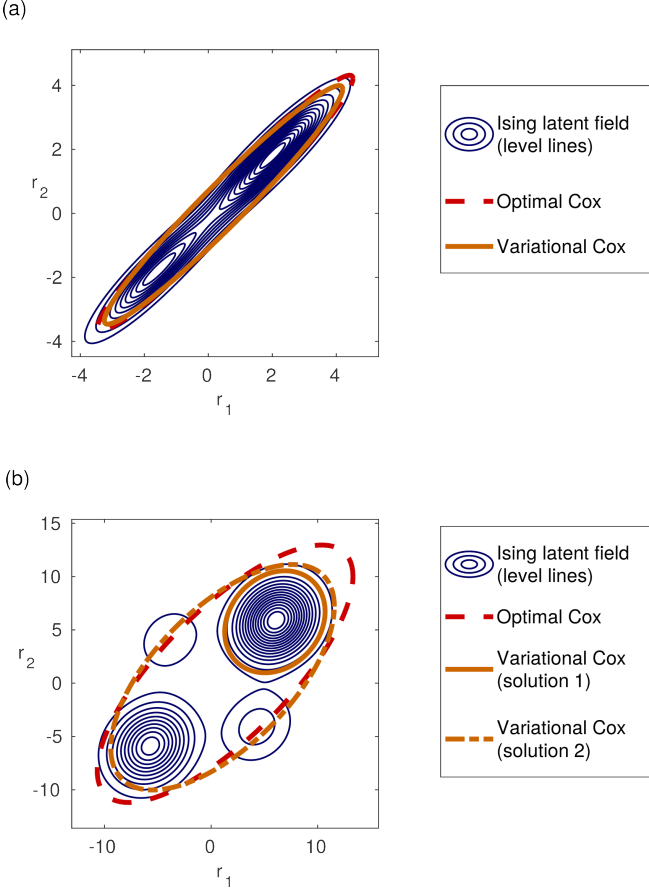 (a)
4
2
0
-2
-4
r2
-4
-2
0
2
4
r1
Ising latent field
(level lines)
Optimal Cox
Variational Cox
(b)
15
10
5
0
-5
-10
r2
-10
0
10
r1
Ising latent field
(level lines)
Optimal Cox
Variational Cox
(solution 1)
Variational Cox
(solution 2)